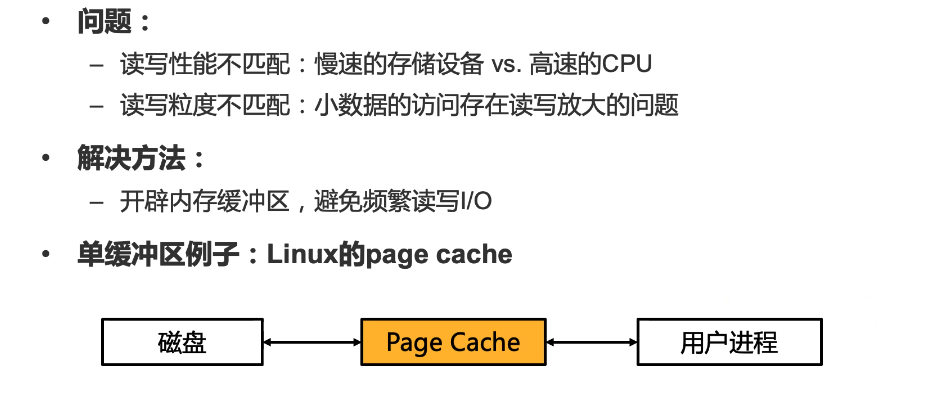 • 问题：
– 读写性能不匹配：慢速的存储设备 vs. 高速的CPU
– 读写粒度不匹配：小数据的访问存在读写放大的问题
• 解决方法：
– 开辟内存缓冲区，避免频繁读写I/O
• 单缓冲区例子：Linux的page cache
磁盘 Page Cache 用户进程